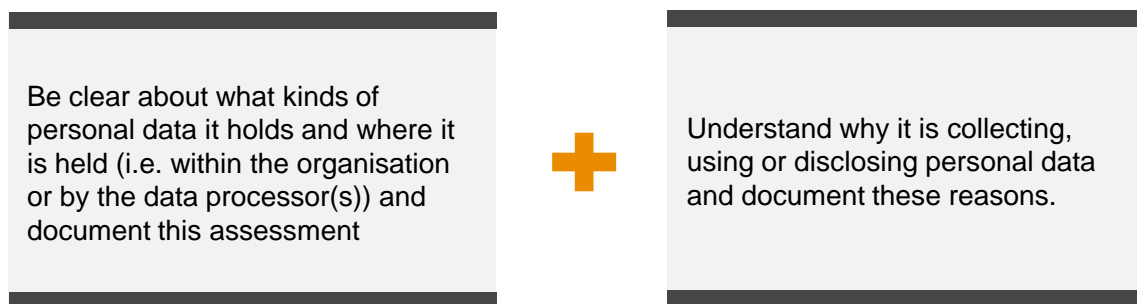 Be clear about what kinds of
personal data it holds and where it
is held (i.e. within the organisation
or by the data processor(s)) and
document this assessment
Understand why it is collecting,
using or disclosing personal data
and document these reasons.